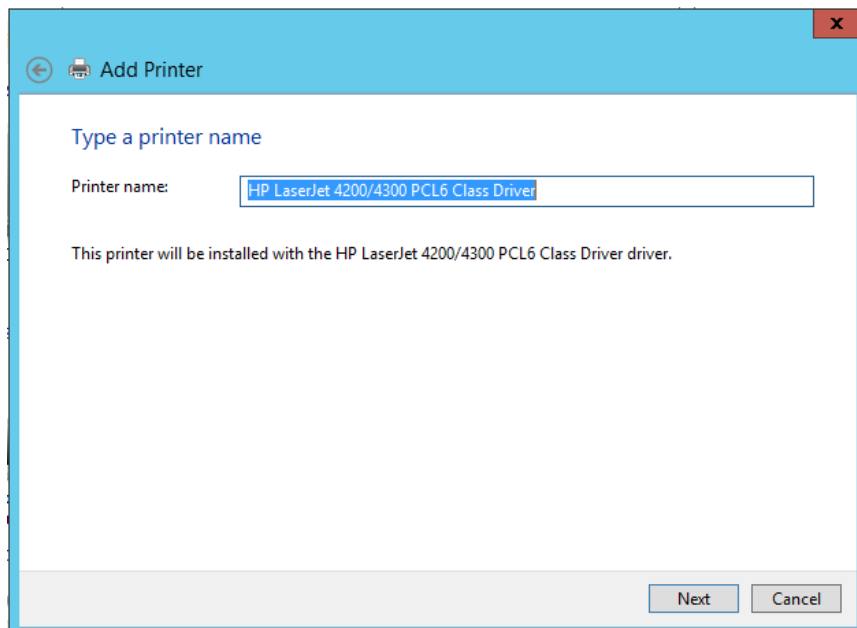 x
Add Printer
Type a printer name
Printer name: HP LaserJet 4200/4300 PCL6 Class Driver
This printer will be installed with the HP LaserJet 4200/4300 PCL6 Class Driver driver.
Next Cancel